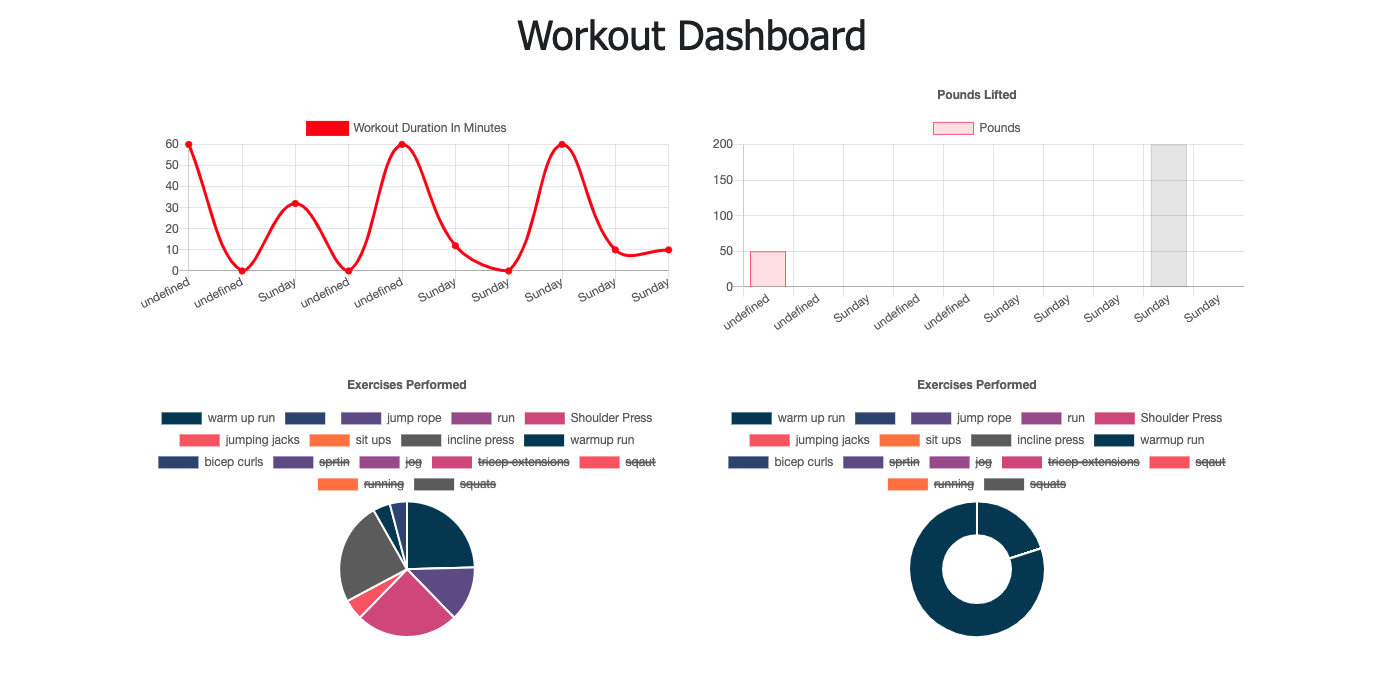 Workout Dashboard
Workout Duration In Minutes
60
50
40
30
20
10
0
undefined undefined Sunday undefined undefined Sunday Sunday Sunday Sunday Sunday
Pounds Lifted
Pounds
200
150
100
50
0
undefined undefined Sunday undefined undefined Sunday Sunday Sunday Sunday Sunday
Exercises Performed
warm up run jump rope run Shoulder Press
jumping jacks sit ups incline press warmup run
bicep curls sprtin jog tricep extensions sqaut
running squats
Exercises Performed
warm up run jump rope run Shoulder Press
jumping jacks sit ups incline press warmup run
bicep curls sprtin jog tricep extensions sqaut
running squats